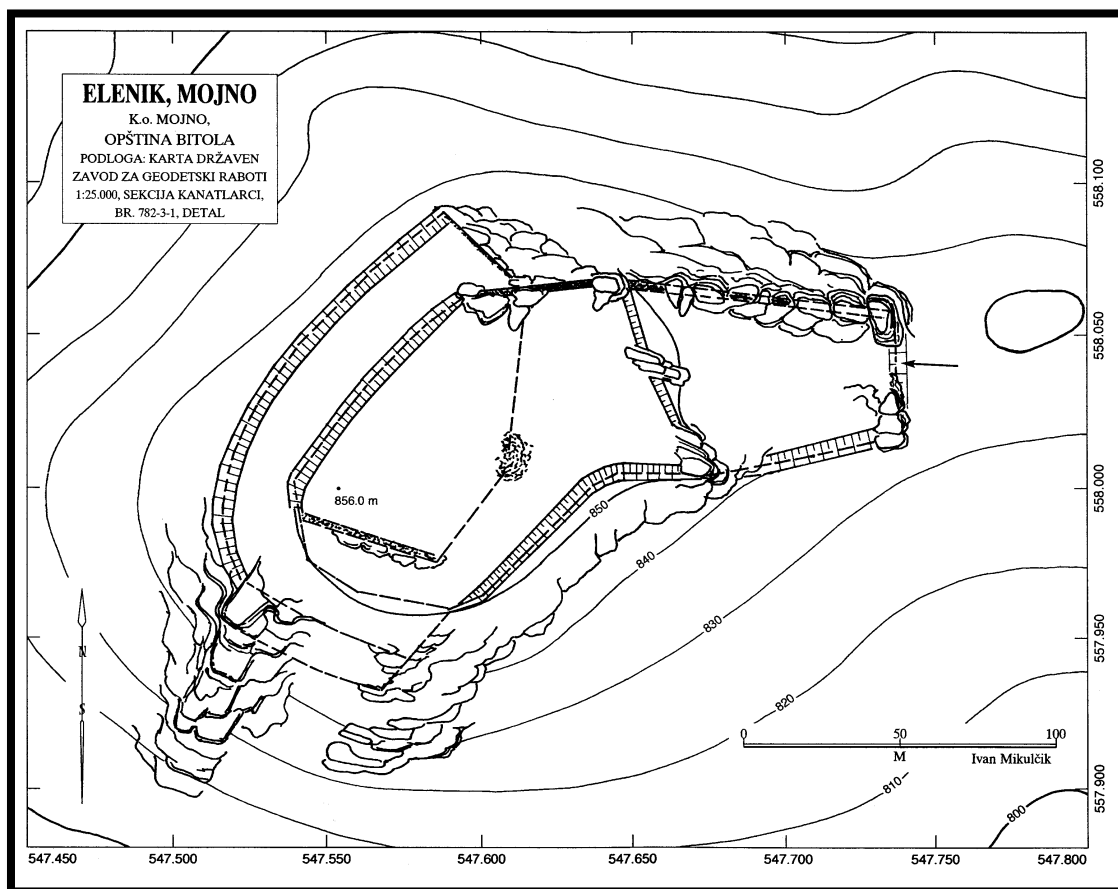 ELENIK, MOJNO
K.o. MOJNO,
OPŠTINA BITOLA
PODLOGA: KARTA DRŽAVEN
ZAVOD ZA GEODETSKI RABOTI
1:25.000, SEKCIJA KANATLARCI,
BR. 782-3-1, DETAL
558.100
558.050
856.0 m
558.000
850
840
830
557.950
N
S
820
0 50 100
M
Ivan Mikulčik
810
557.900
800
547.450 547.500 547.600 547.650 547.700 547.750 547.800